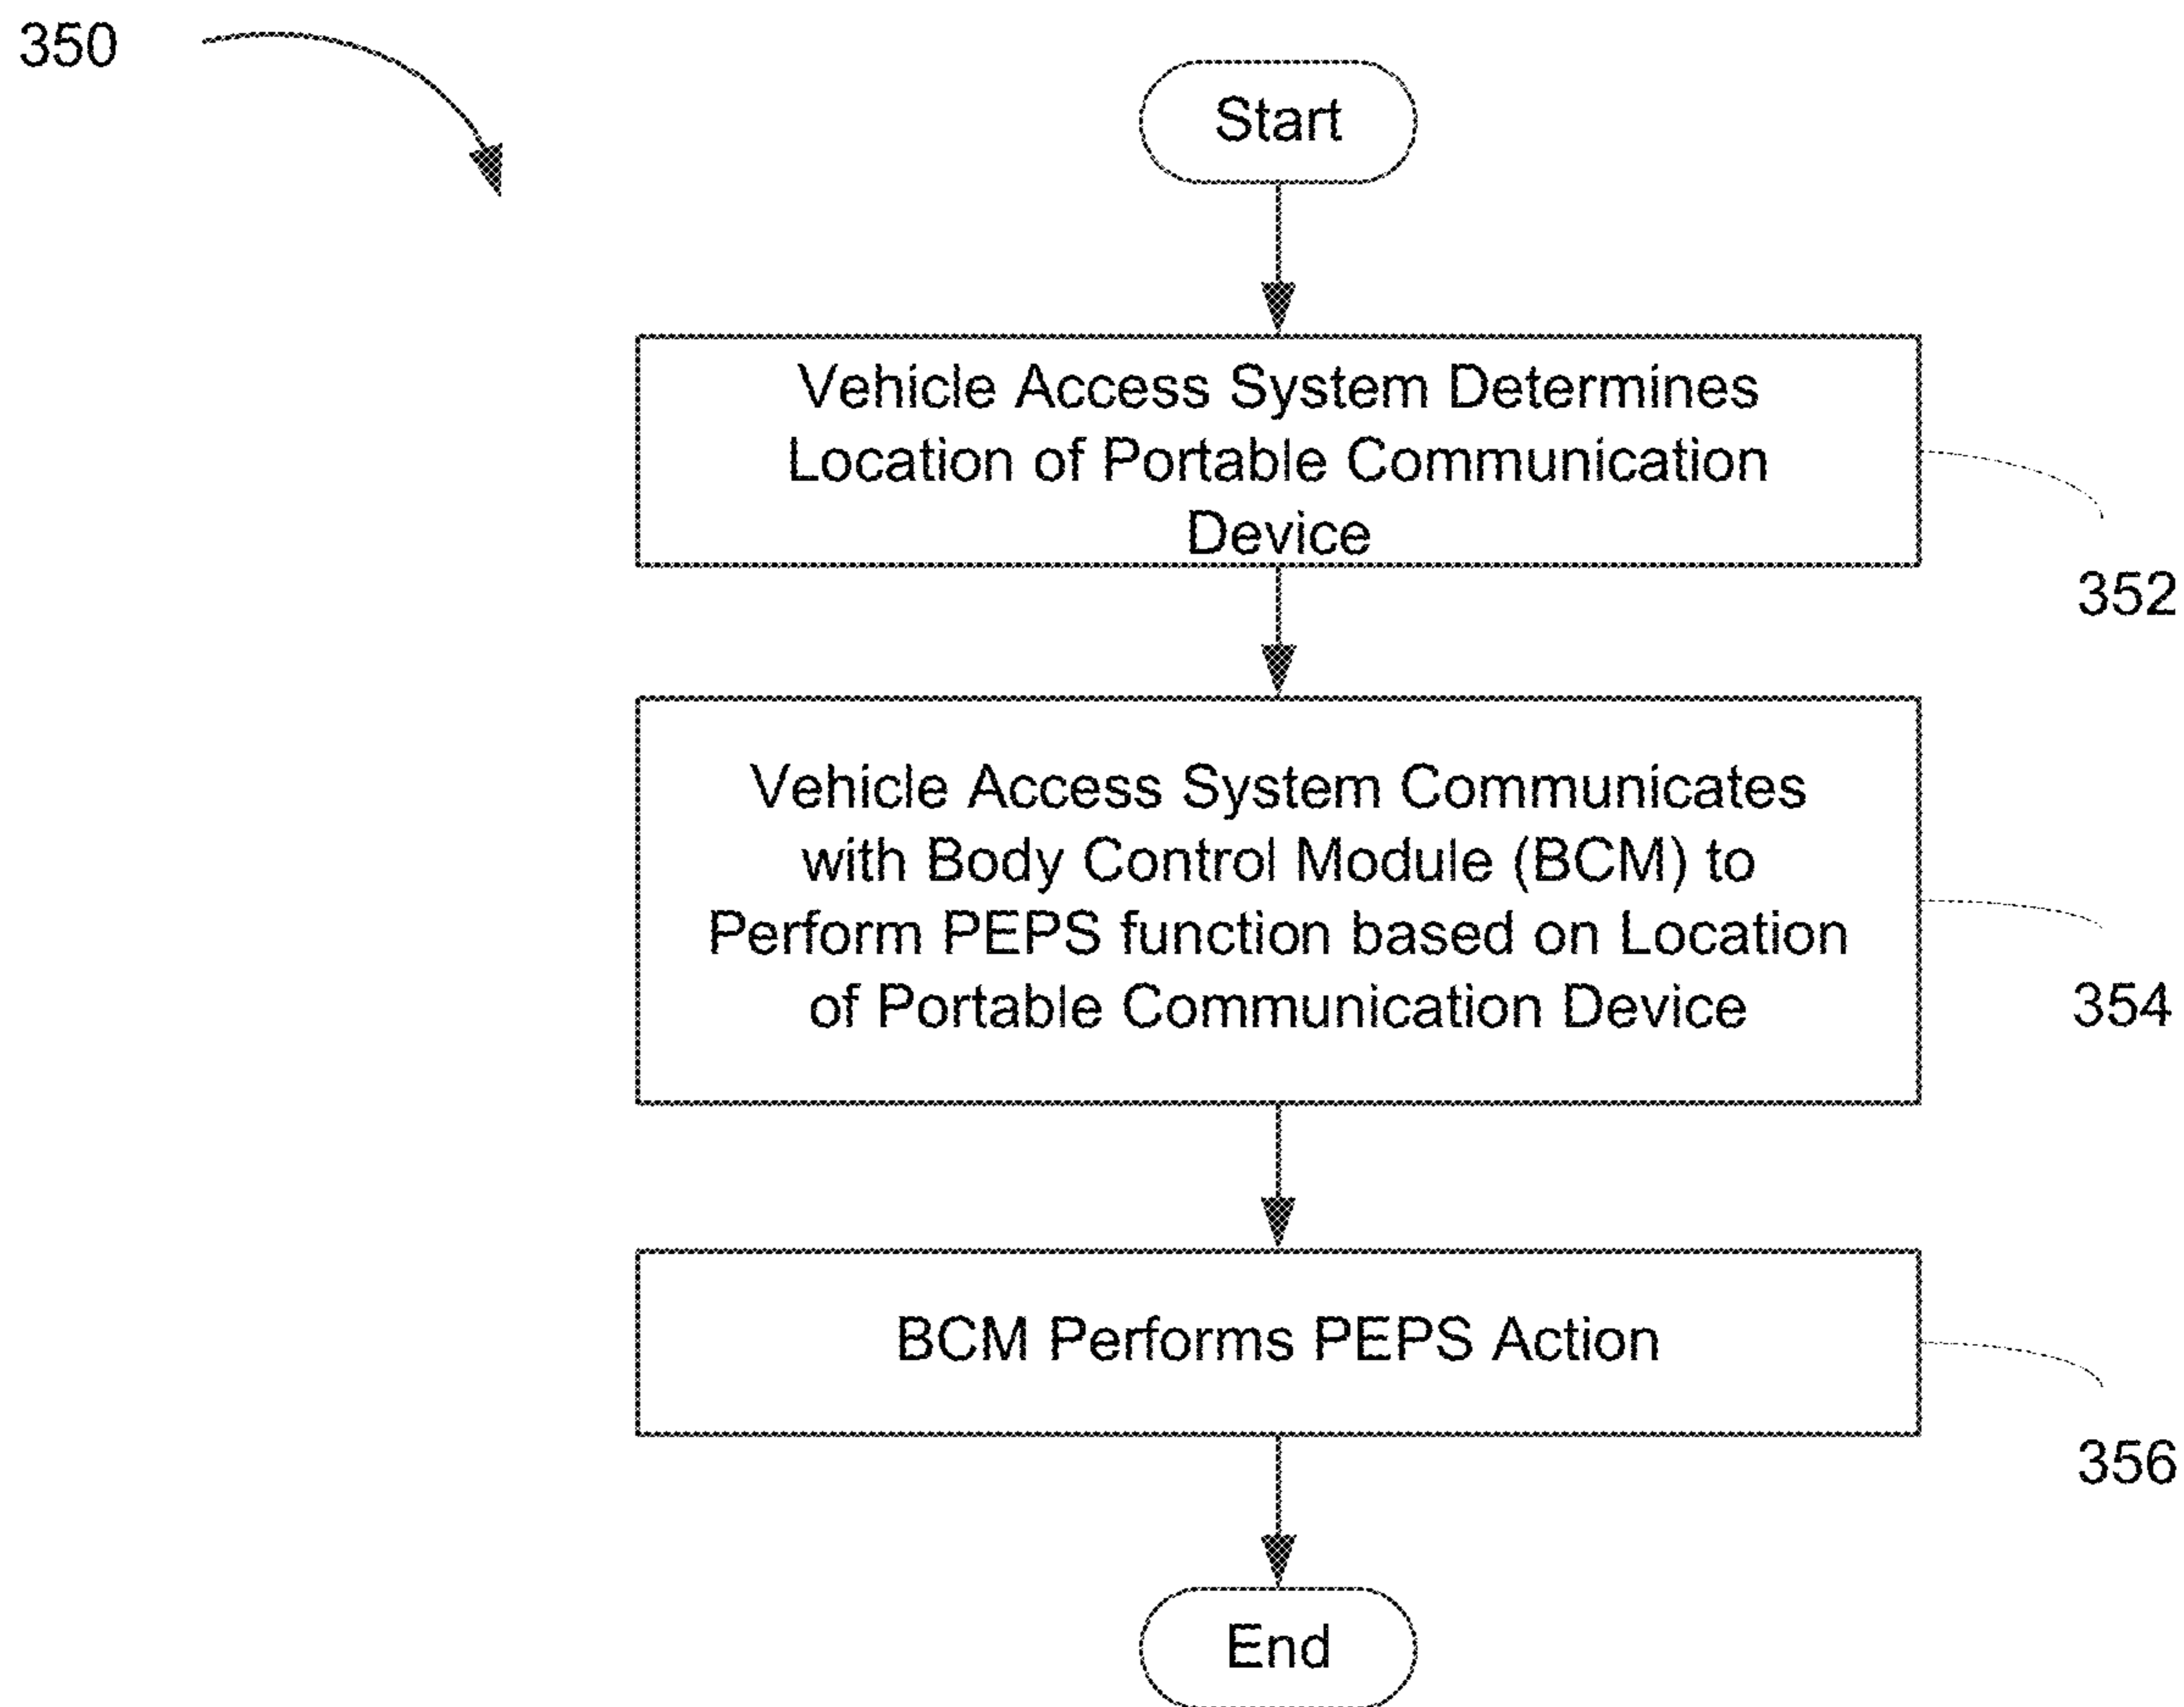 350
Start
Vehicle Access System Determines
Location of Portable Communication
Device
352
Vehicle Access System Communicates
with Body Control Module (BCM) to
Perform PEPS function based on Location
of Portable Communication Device
354
BCM Performs PEPS Action
356
End